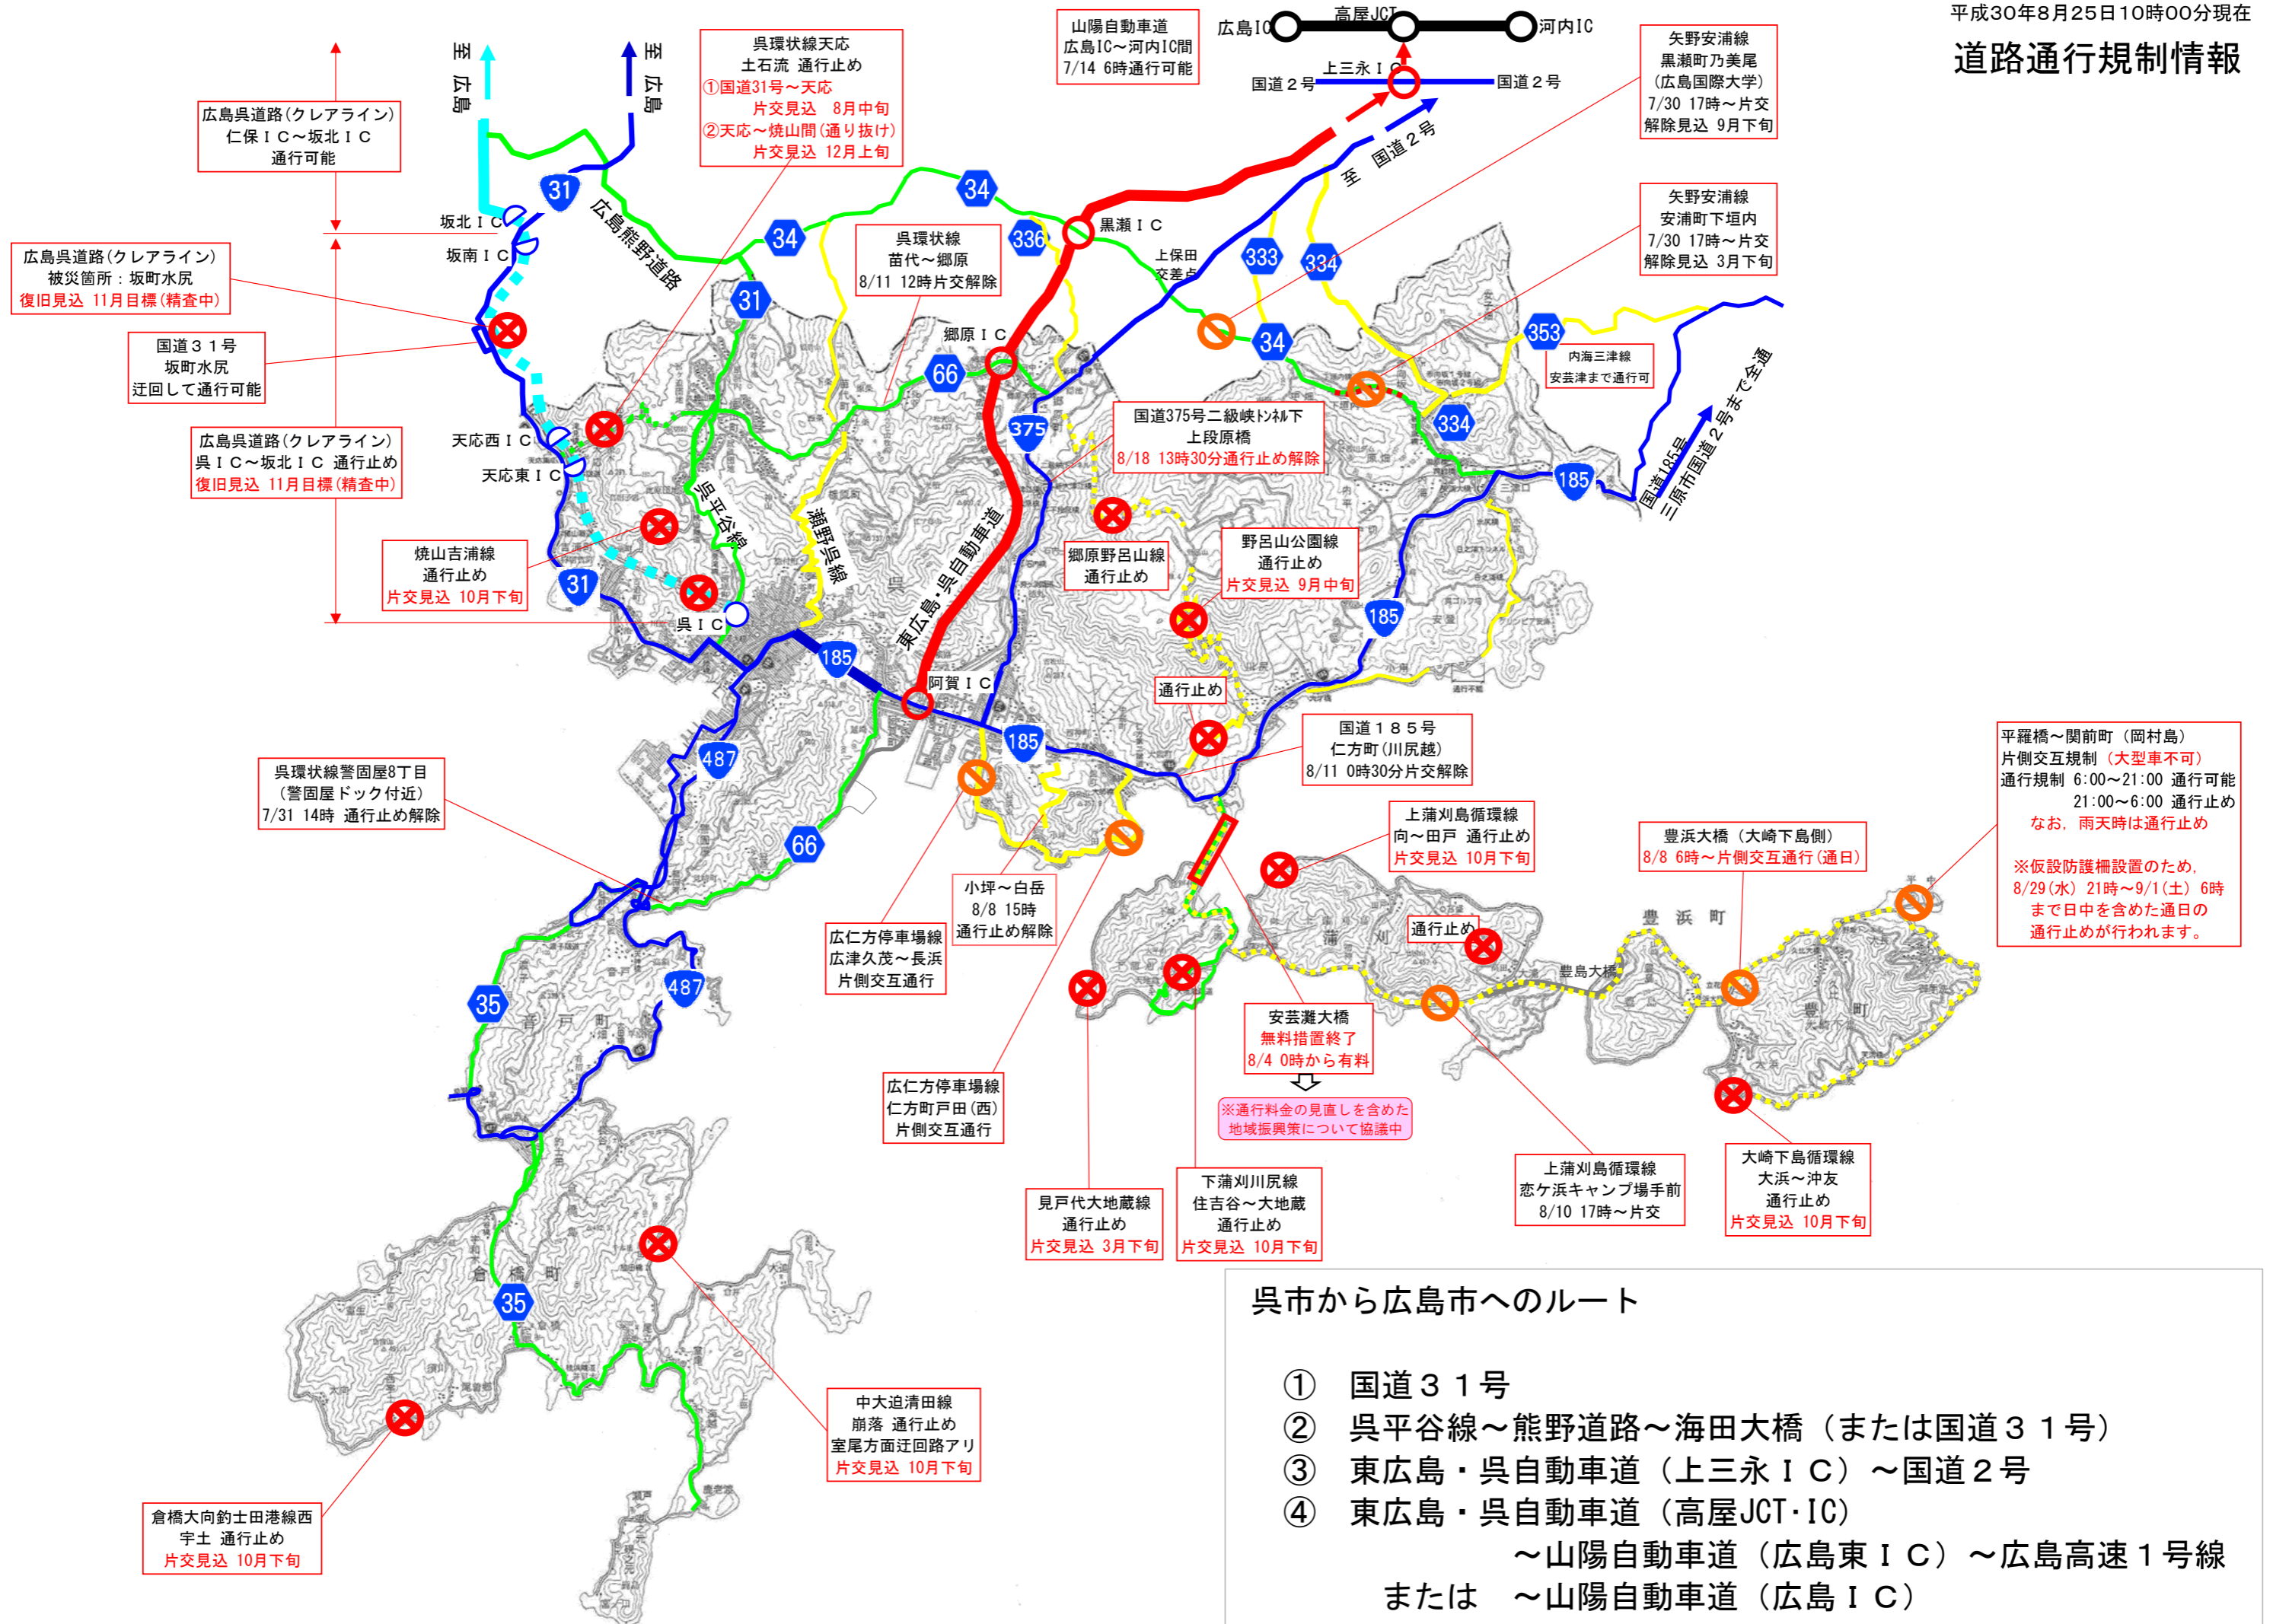 平成30年8月25日10時00分現在
道路通行規制情報
山陽自動車道
広島IC～河内IC間
7/14 6時通行可能
広島IC
高屋JCT
河内IC
国道２号
上三永ＩＣ
国道２号
至 国道２号
矢野安浦線
黒瀬町乃美尾
(広島国際大学)
7/30 17時～片交
解除見込 9月下旬
矢野安浦線
安浦町下垣内
7/30 17時～片交
解除見込 3月下旬
呉環状線天応
土石流 通行止め
①国道31号～天応
片交見込 8月中旬
②天応～焼山間(通り抜け)
片交見込 12月上旬
至 広島
至 広島
広島呉道路(クレアライン)
仁保ＩＣ～坂北ＩＣ
通行可能
31
広島熊野道路
34
34
336
黒瀬ＩＣ
上保田
交差点
333
334
坂北ＩＣ
坂南ＩＣ
広島呉道路(クレアライン)
被災箇所：坂町水尻
復旧見込 11月目標(精査中)
国道３１号
坂町水尻
迂回して通行可能
呉環状線
苗代～郷原
8/11 12時片交解除
31
郷原ＩＣ
66
34
353
内海三津線
安芸津まで通行可
334
国道185号
三原市国道２号まで全通
185
広島呉道路(クレアライン)
呉ＩＣ～坂北ＩＣ 通行止め
復旧見込 11月目標(精査中)
天応西ＩＣ
天応東ＩＣ
375
国道375号二級峡トンネル下
上段原橋
8/18 13時30分通行止め解除
呉平谷線
瀬野呉線
東広島・呉自動車道
焼山吉浦線
通行止め
片交見込 10月下旬
郷原野呂山線
通行止め
野呂山公園線
通行止め
片交見込 9月中旬
31
呉ＩＣ
呉
185
185
阿賀ＩＣ
通行止め
通行不能
185
国道１８５号
仁方町(川尻越)
8/11 0時30分片交解除
487
呉環状線警固屋8丁目
(警固屋ドック付近)
7/31 14時 通行止め解除
66
小坪～白岳
8/8 15時
通行止め解除
広仁方停車場線
広津久茂～長浜
片側交互通行
広仁方停車場線
仁方町戸田(西)
片側交互通行
上蒲刈島循環線
向～田戸 通行止め
片交見込 10月下旬
通行止め
蒲刈
豊島大橋
豊浜町
豊浜大橋（大崎下島側）
8/8 6時～片側交互通行(通日)
豊町
平羅橋～関前町（岡村島）
片側交互規制（大型車不可）
通行規制 6:00～21:00 通行可能
21:00～6:00 通行止め
なお，雨天時は通行止め
※仮設防護柵設置のため，
8/29(水) 21時～9/1(土) 6時
まで日中を含めた通日の
通行止めが行われます。
35
音戸町
487
安芸灘大橋
無料措置終了
8/4 0時から有料
※通行料金の見直しを含めた
地域振興策について協議中
見戸代大地蔵線
通行止め
片交見込 3月下旬
下蒲刈川尻線
住吉谷～大地蔵
通行止め
片交見込 10月下旬
上蒲刈島循環線
恋ケ浜キャンプ場手前
8/10 17時～片交
大崎下島循環線
大浜～沖友
通行止め
片交見込 10月下旬
倉橋町
35
中大迫清田線
崩落 通行止め
室尾方面迂回路アリ
片交見込 10月下旬
倉橋大向釣士田港線西
宇土 通行止め
片交見込 10月下旬
呉市から広島市へのルート
① 国道３１号
② 呉平谷線～熊野道路～海田大橋（または国道３１号）
③ 東広島・呉自動車道（上三永ＩＣ）～国道２号
④ 東広島・呉自動車道（高屋JCT・IC）
～山陽自動車道（広島東ＩＣ）～広島高速１号線
または ～山陽自動車道（広島ＩＣ）